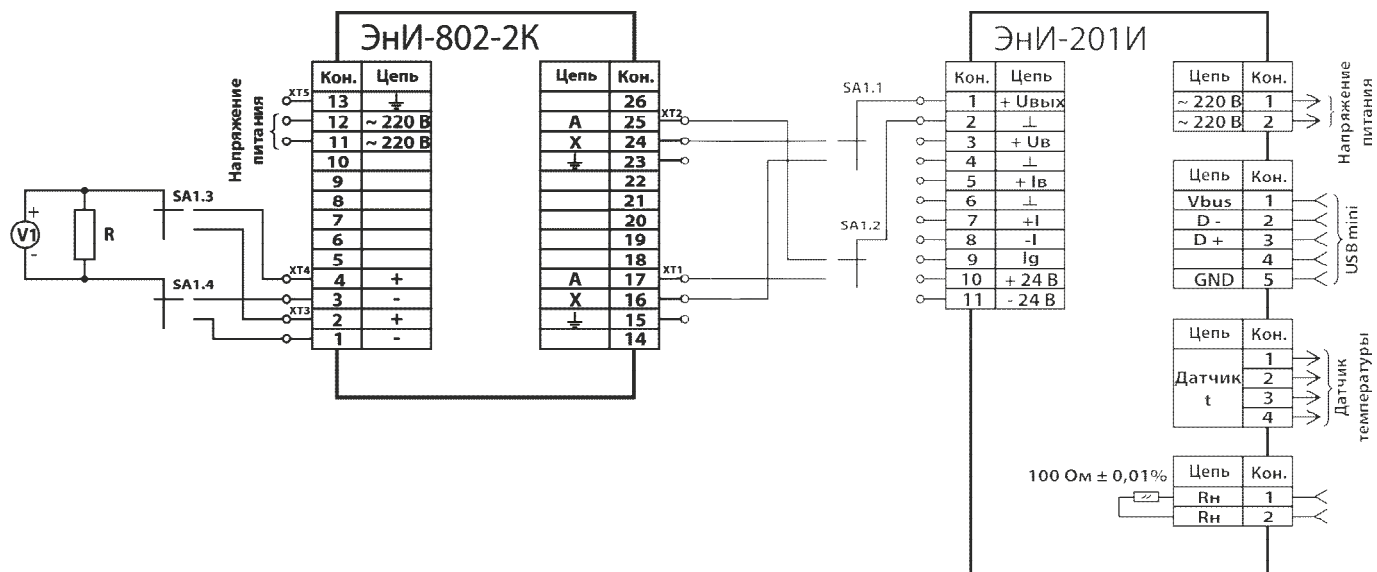 ЭнИ-802-2К
ЭнИ-201И
Кон. Цепь
XT5 13 ⏚
12 ~ 220 В
11 ~ 220 В
10
9
8
7
6
5
XT4 4 +
3 -
XT3 2 +
1 -
Напряжение
питания
V1
+
-
R
SA1.3
SA1.4
Цепь Кон.
26
А 25 XT2
Х 24
⏚ 23
22
21
20
19
18
А 17 XT1
Х 16
⏚ 15
14
SA1.1
SA1.2
Кон. Цепь
1 + Uвых
2 ⊥
3 + Uв
4 ⊥
5 + Iв
6 ⊥
7 +I
8 -I
9 Ig
10 + 24 В
11 - 24 В
Цепь Кон.
~ 220 В 1
~ 220 В 2
Напряжение
питания
Цепь Кон.
Vbus 1
D - 2
D + 3
4
GND 5
USB mini
Цепь Кон.
Датчик
t
1
2
3
4
Датчик
температуры
100 Ом ± 0,01%
Цепь Кон.
Rн 1
Rн 2